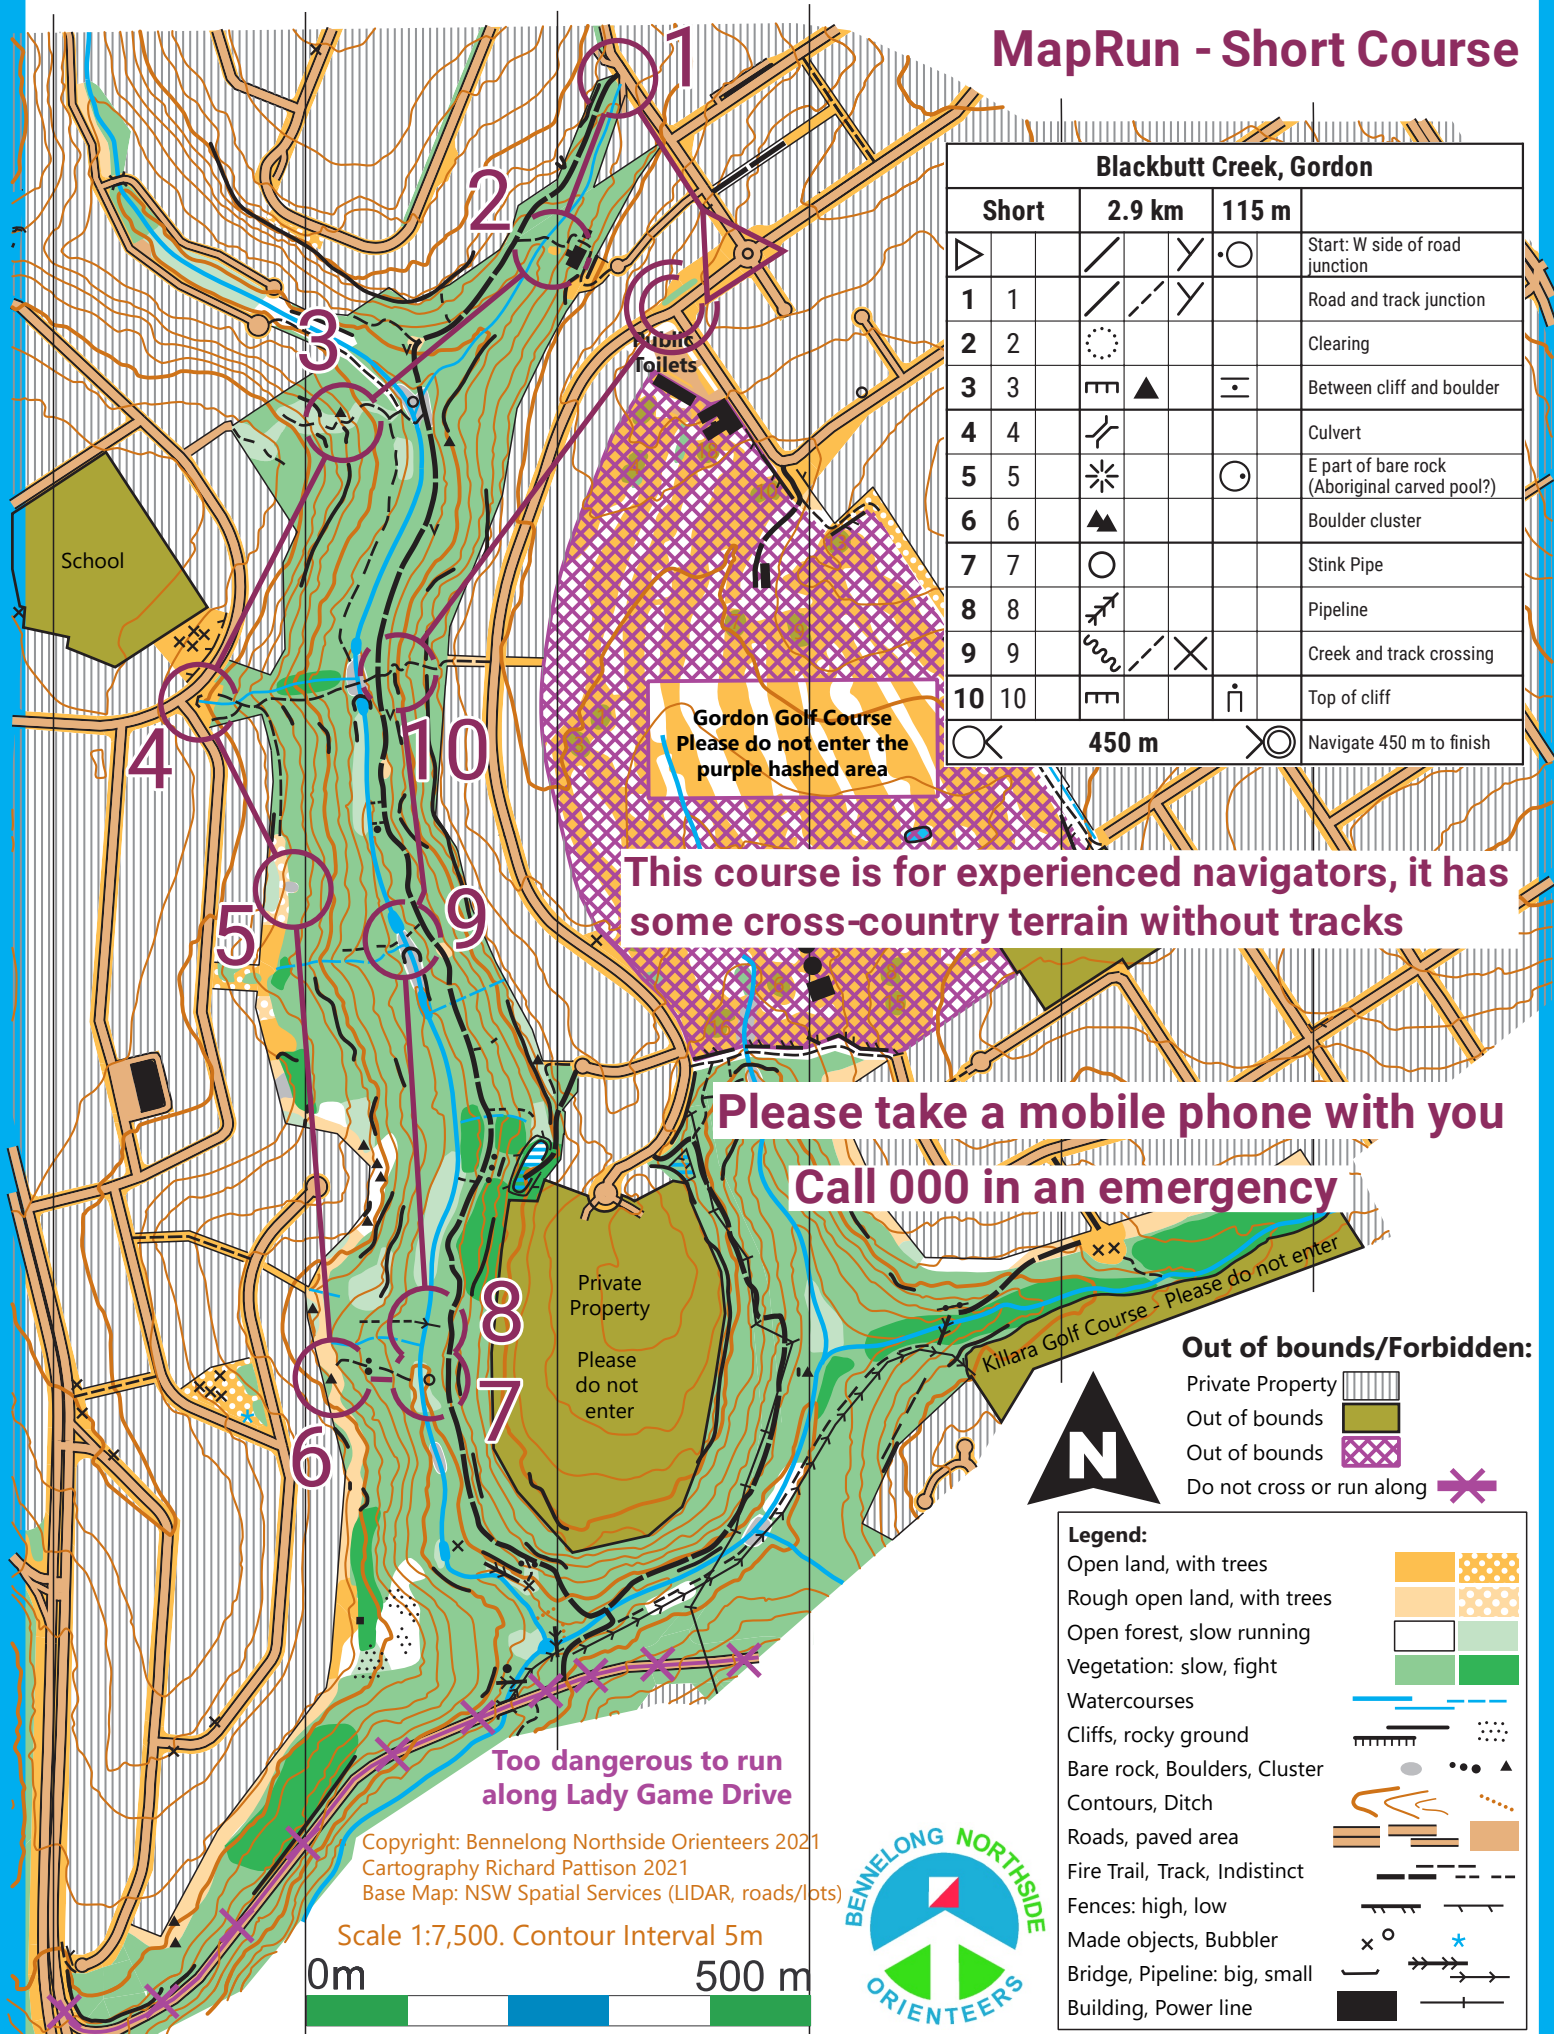 MapRun - Short Course
1
2
3
4
5
6
7
8
9
10
Blackbutt Creek, Gordon
Short 2.9 km 115 m
Start: W side of road
junction
1 1 Road and track junction
2 2 Clearing
3 3 Between cliff and boulder
4 4 Culvert
5 5 E part of bare rock
(Aboriginal carved pool?)
6 6 Boulder cluster
7 7 Stink Pipe
8 8 Pipeline
9 9 Creek and track crossing
10 10 Top of cliff
450 m Navigate 450 m to finish
Public
Toilets
School
Gordon Golf Course
Please do not enter the
purple hashed area
This course is for experienced navigators, it has
some cross-country terrain without tracks
Please take a mobile phone with you
Call 000 in an emergency
Private
Property
Please
do not
enter
Killara Golf Course - Please do not enter
Out of bounds/Forbidden:
Private Property
Out of bounds
Out of bounds
Do not cross or run along
N
Legend:
Open land, with trees
Rough open land, with trees
Open forest, slow running
Vegetation: slow, fight
Watercourses
Cliffs, rocky ground
Bare rock, Boulders, Cluster
Contours, Ditch
Roads, paved area
Fire Trail, Track, Indistinct
Fences: high, low
Made objects, Bubbler
Bridge, Pipeline: big, small
Building, Power line
Too dangerous to run
along Lady Game Drive
Copyright: Bennelong Northside Orienteers 2021
Cartography Richard Pattison 2021
Base Map: NSW Spatial Services (LIDAR, roads/lots)
Scale 1:7,500. Contour Interval 5m
0m 500 m
BENNELONG NORTHSIDE
ORIENTEERS